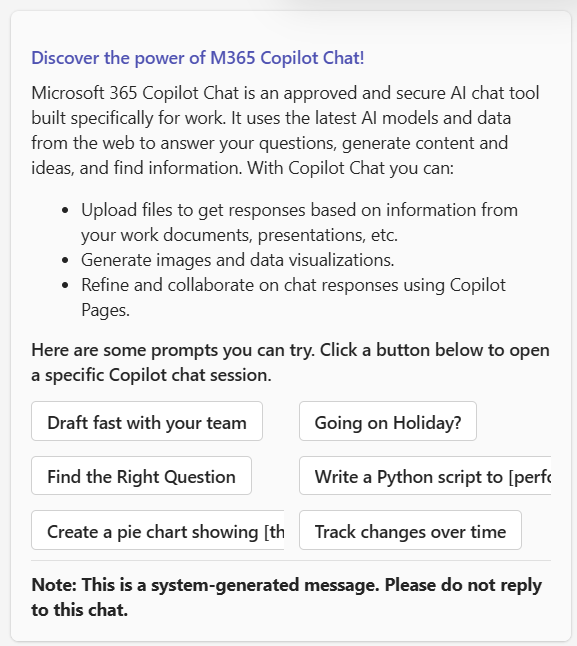 Discover the power of M365 Copilot Chat!
Microsoft 365 Copilot Chat is an approved and secure AI chat tool
built specifically for work. It uses the latest AI models and data
from the web to answer your questions, generate content and
ideas, and find information. With Copilot Chat you can:
• Upload files to get responses based on information from
your work documents, presentations, etc.
• Generate images and data visualizations.
• Refine and collaborate on chat responses using Copilot
Pages.
Here are some prompts you can try. Click a button below to open
a specific Copilot chat session.
Draft fast with your team
Going on Holiday?
Find the Right Question
Write a Python script to [perfo
Create a pie chart showing [th
Track changes over time
Note: This is a system-generated message. Please do not reply
to this chat.